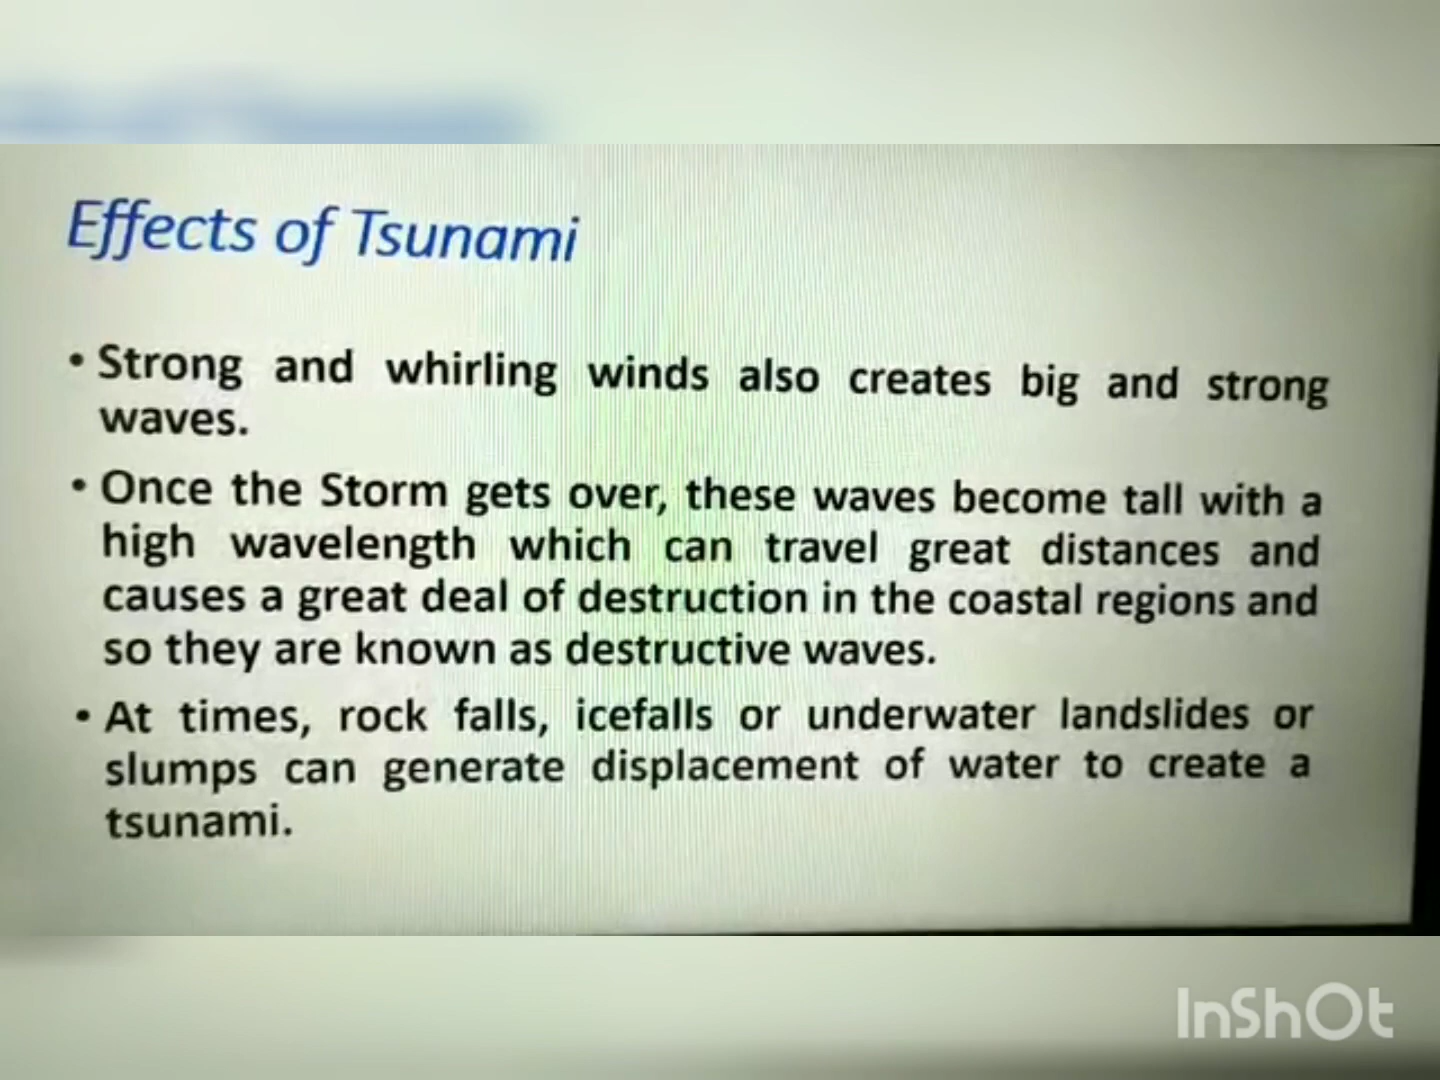 Effects of Tsunami
• Strong and whirling winds also creates big and strong
waves.
• Once the Storm gets over, these waves become tall with a
high wavelength which can travel great distances and
causes a great deal of destruction in the coastal regions and
so they are known as destructive waves.
• At times, rock falls, icefalls or underwater landslides or
slumps can generate displacement of water to create a
tsunami.
InShOt